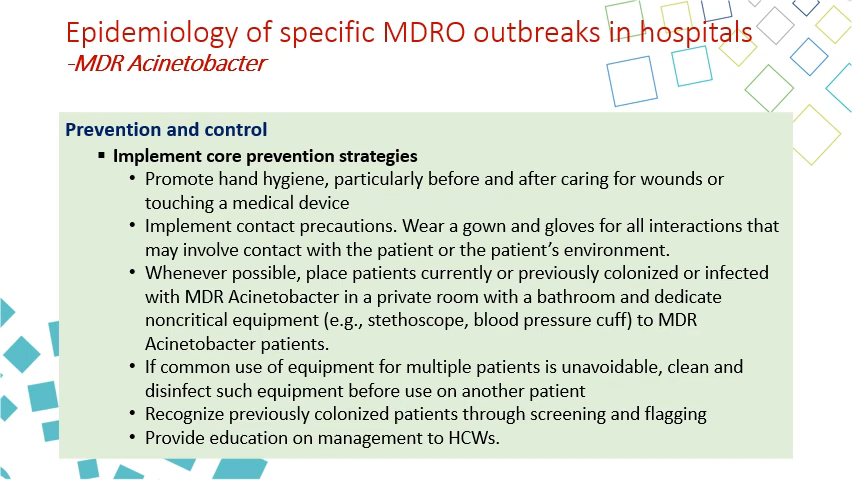 Epidemiology of specific MDRO outbreaks in hospitals
-MDR Acinetobacter
Prevention and control
▪ Implement core prevention strategies
• Promote hand hygiene, particularly before and after caring for wounds or
touching a medical device
• Implement contact precautions. Wear a gown and gloves for all interactions that
may involve contact with the patient or the patient’s environment.
• Whenever possible, place patients currently or previously colonized or infected
with MDR Acinetobacter in a private room with a bathroom and dedicate
noncritical equipment (e.g., stethoscope, blood pressure cuff) to MDR
Acinetobacter patients.
• If common use of equipment for multiple patients is unavoidable, clean and
disinfect such equipment before use on another patient
• Recognize previously colonized patients through screening and flagging
• Provide education on management to HCWs.